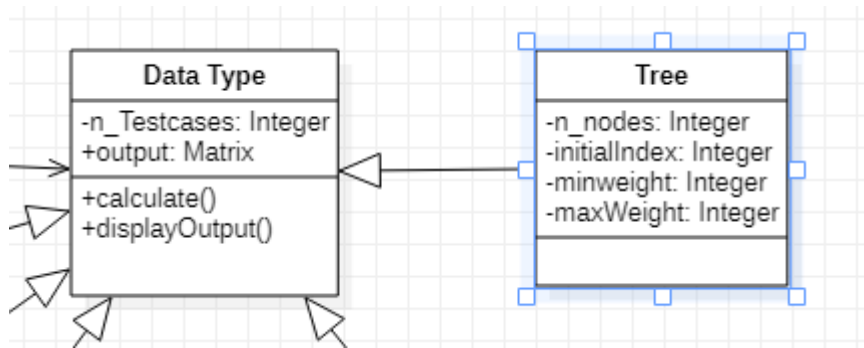 Data Type
-n_Testcases: Integer
+output: Matrix
+calculate()
+displayOutput()
Tree
-n_nodes: Integer
-initialIndex: Integer
-minweight: Integer
-maxWeight: Integer